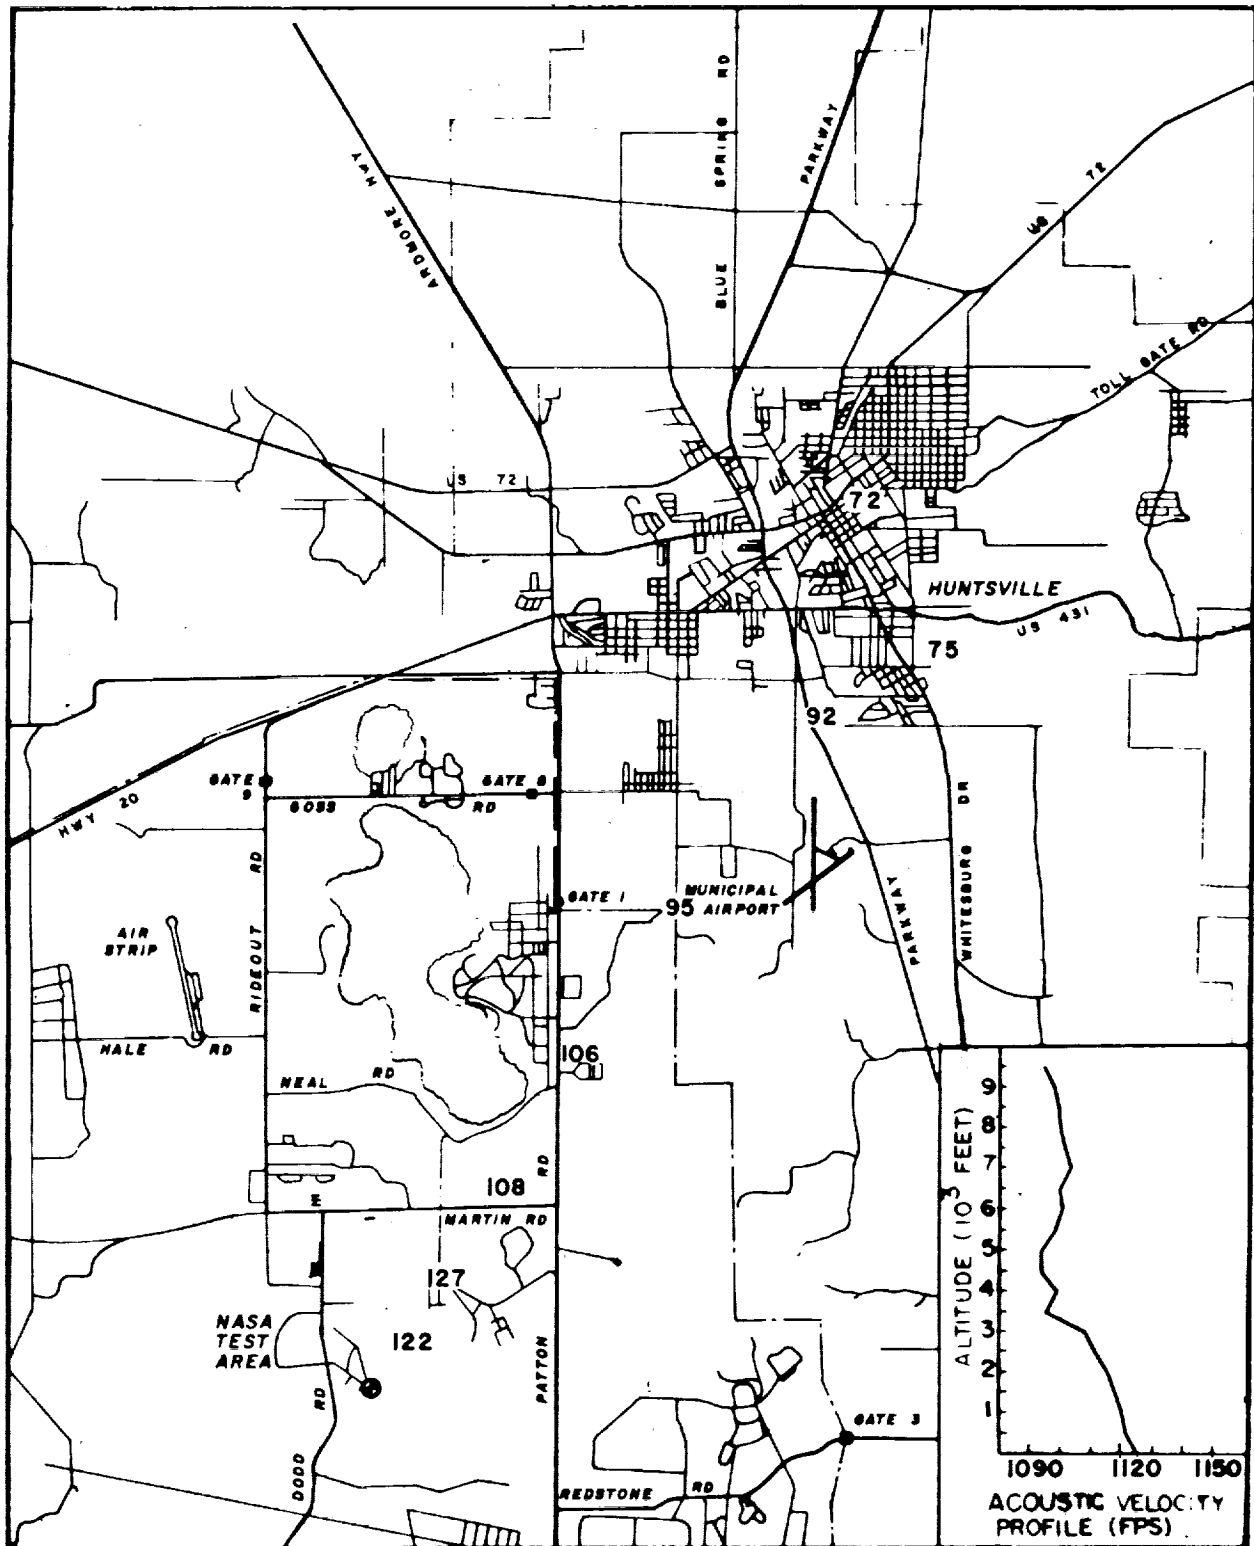 ARDMORE HWY
BLUE SPRING RD
PARKWAY
US 72
TOLL GATE RD
US 72
72
HUNTSVILLE
US 431
75
92
HWY 20
GATE 9
GOSS RD
GATE 8
RIDEOUT RD
GATE 1
95
MUNICIPAL
AIRPORT
PARKWAY
WHITESBURG DR
AIR
STRIP
HALE RD
NEAL RD
106
108
MARTIN RD
127
NASA
TEST
AREA
122
PATTON RD
DODD RD
GATE 3
REDSTONE RD
ALTITUDE (10³ FEET)
9
8
7
6
5
4
3
2
1
1090 1120 1150
ACOUSTIC VELOCITY
PROFILE (FPS)